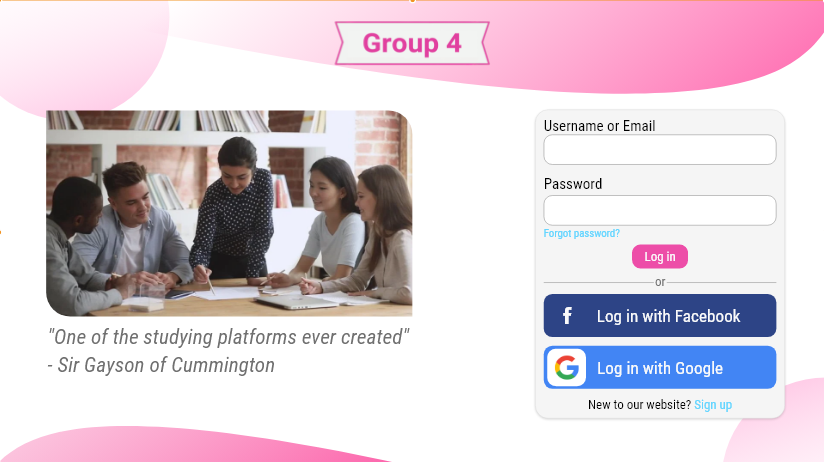 Group 4
"One of the studying platforms ever created"
- Sir Gayson of Cummington
Username or Email
Password
Forgot password?
Log in
or
f Log in with Facebook
G Log in with Google
New to our website? Sign up